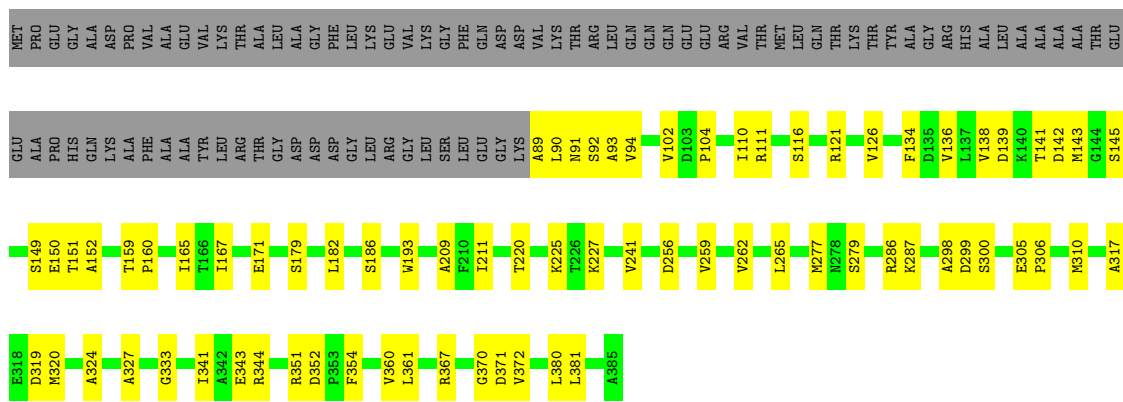 MET PRO GLU GLY ALA ASP PRO VAL ALA GLU VAL LYS THR ALA LEU ALA GLY PHE LEU LYS GLU VAL LYS GLY PHE GLN ASP ASP VAL LYS THR ARG LEU GLN GLN GLN GLU GLU ARG VAL THR MET LEU GLN THR LYS THR TYR ALA GLY ARG HIS ALA LEU ALA ALA ALA ALA THR GLU
GLU ALA PRO HIS GLN LYS ALA PHE ALA ALA TYR LEU ARG THR GLY ASP ASP ASP GLY LEU ARG GLY LEU SER LEU GLU GLY LYS A89 L90 N91 S92 A93 V94 V102 D103 P104 I110 R111 S116 R121 V126 F134 D135 V136 L137 V138 D139 K140 T141 D142 M143 G144 S145
S149 E150 T151 A152 T159 P160 I165 T166 I167 E171 S179 L182 S186 W193 A209 F210 I211 T220 K225 T226 K227 V241 D256 V259 V262 L265 M277 N278 S279 R286 K287 A298 D299 S300 E305 P306 M310 A317
E318 D319 M320 A324 A327 G333 I341 A342 E343 R344 R351 D352 P353 F354 V360 L361 R367 G370 D371 V372 L380 L381 A385